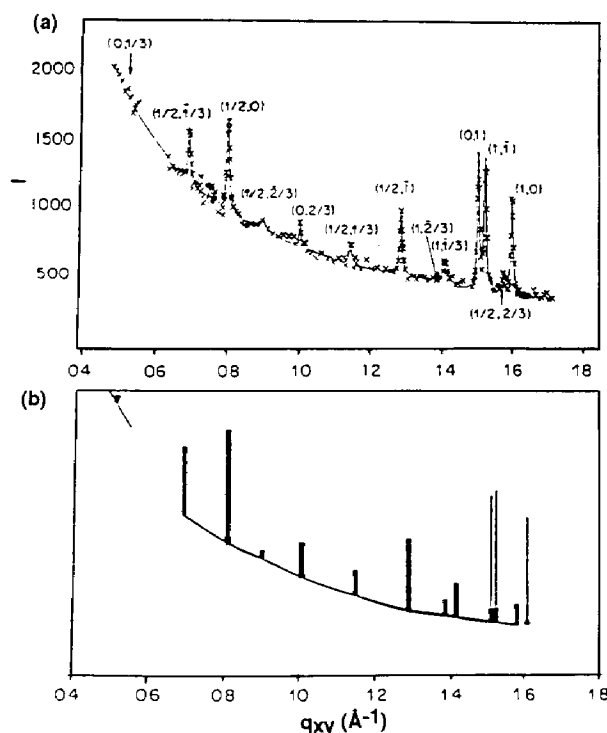 (a)
(0,1/3)
2000
(1/2,1̄/3)
(1/2,0)
1500
(0,1)
(1,1̄)
I
(1/2,2̄/3)
(0,2/3)
(1/2,1/3)
(1/2,1̄)
(1,2̄/3)
(1,1̄/3)
(1,0)
1000
500
(1/2,2/3)
04 06 08 10 12 14 16 18
(b)
04 06 08 10 12 14 16 18
qxy (Å-1)